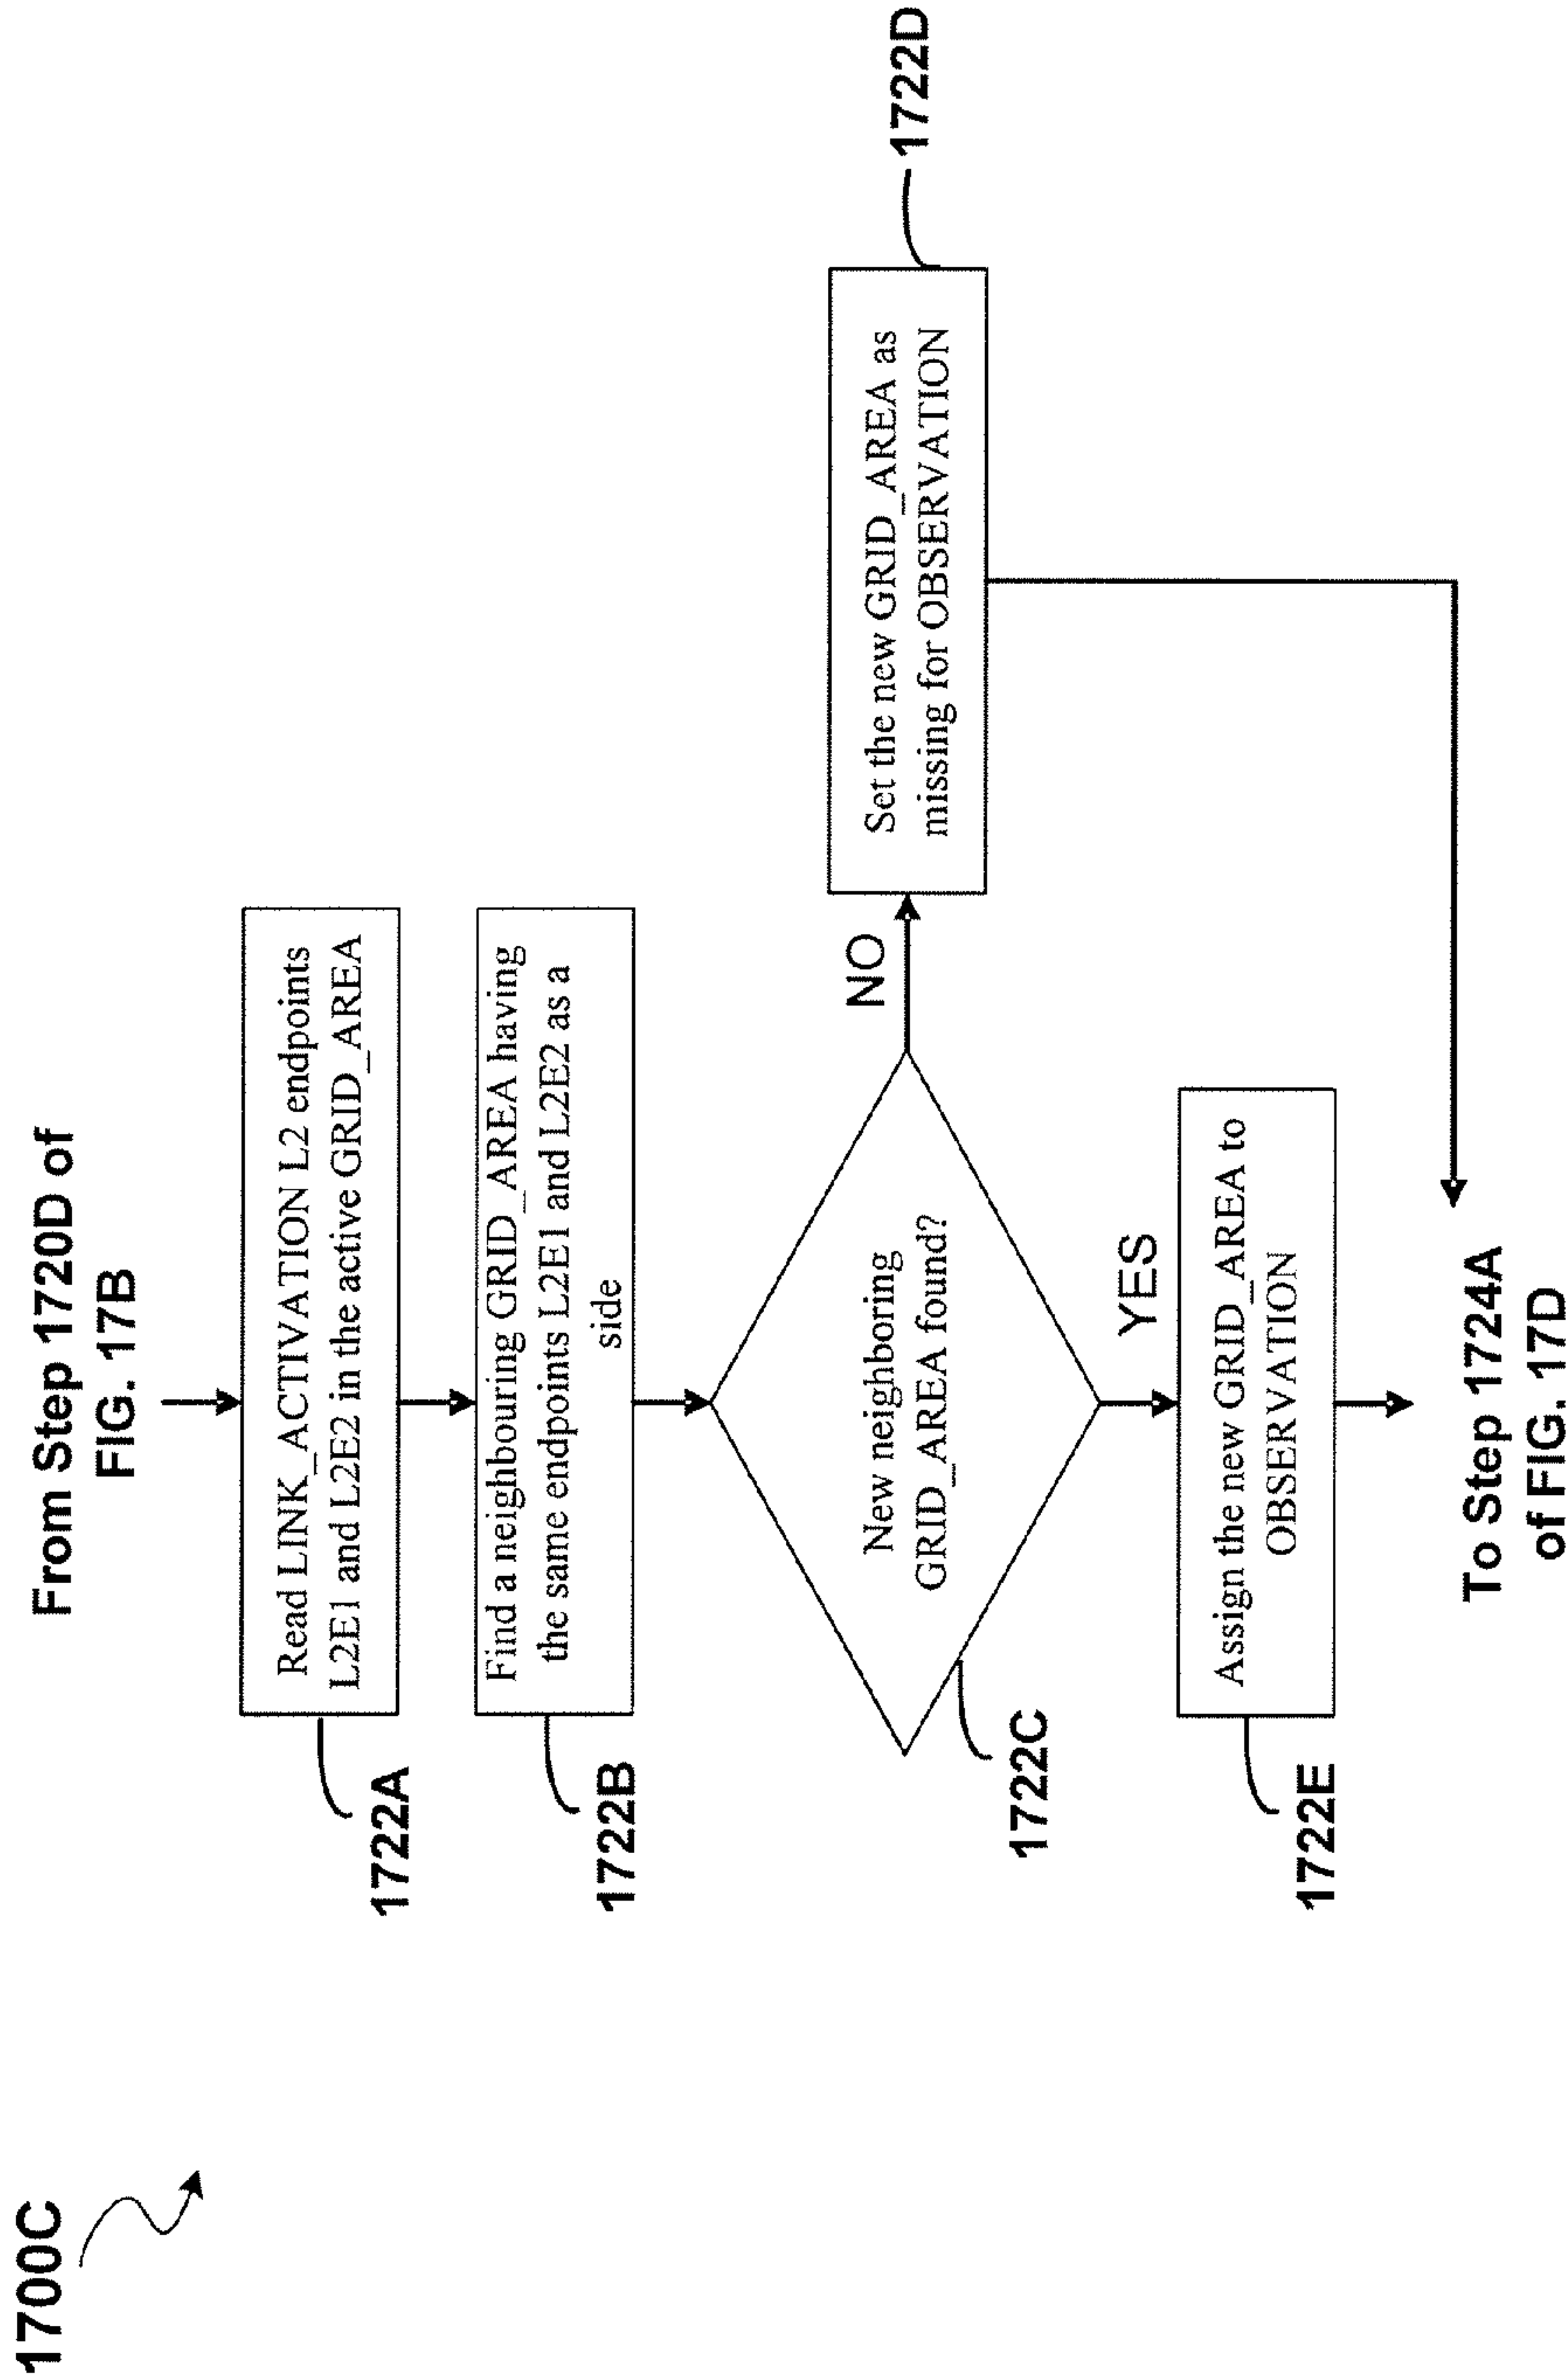 1700C
From Step 1720D of
FIG. 17B
Read LINK_ACTIVATION L2 endpoints
L2E1 and L2E2 in the active GRID_AREA
1722A
Find a neighbouring GRID_AREA having
the same endpoints L2E1 and L2E2 as a
side
1722B
New neighboring
GRID_AREA found?
1722C
NO
Set the new GRID_AREA as
missing for OBSERVATION
1722D
YES
Assign the new GRID_AREA to
OBSERVATION
1722E
To Step 1724A
of FIG. 17D